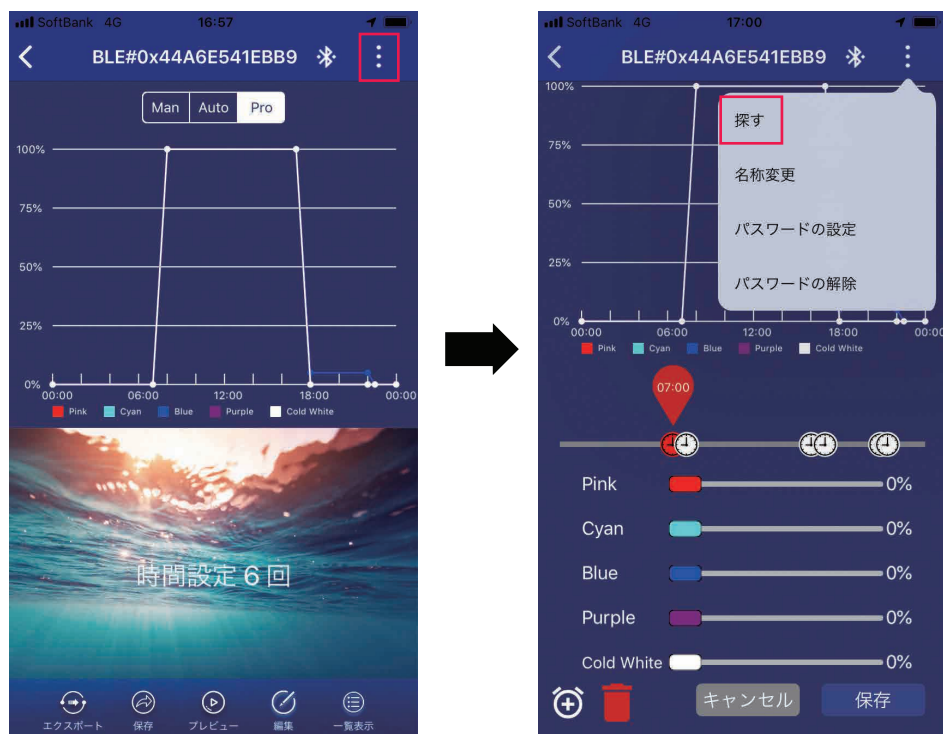 SoftBank 4G 16:57
BLE#0x44A6E541EBB9
Man Auto Pro
100%
75%
50%
25%
0%
00:00 06:00 12:00 18:00 00:00
Pink Cyan Blue Purple Cold White
時間設定6回
エクスポート 保存 プレビュー 編集 一覧表示
SoftBank 4G 17:00
BLE#0x44A6E541EBB9
100%
探す
75%
名称変更
50%
パスワードの設定
25%
パスワードの解除
0%
00:00 06:00 12:00 18:00 00:00
Pink Cyan Blue Purple Cold White
07:00
Pink 0%
Cyan 0%
Blue 0%
Purple 0%
Cold White 0%
キャンセル 保存